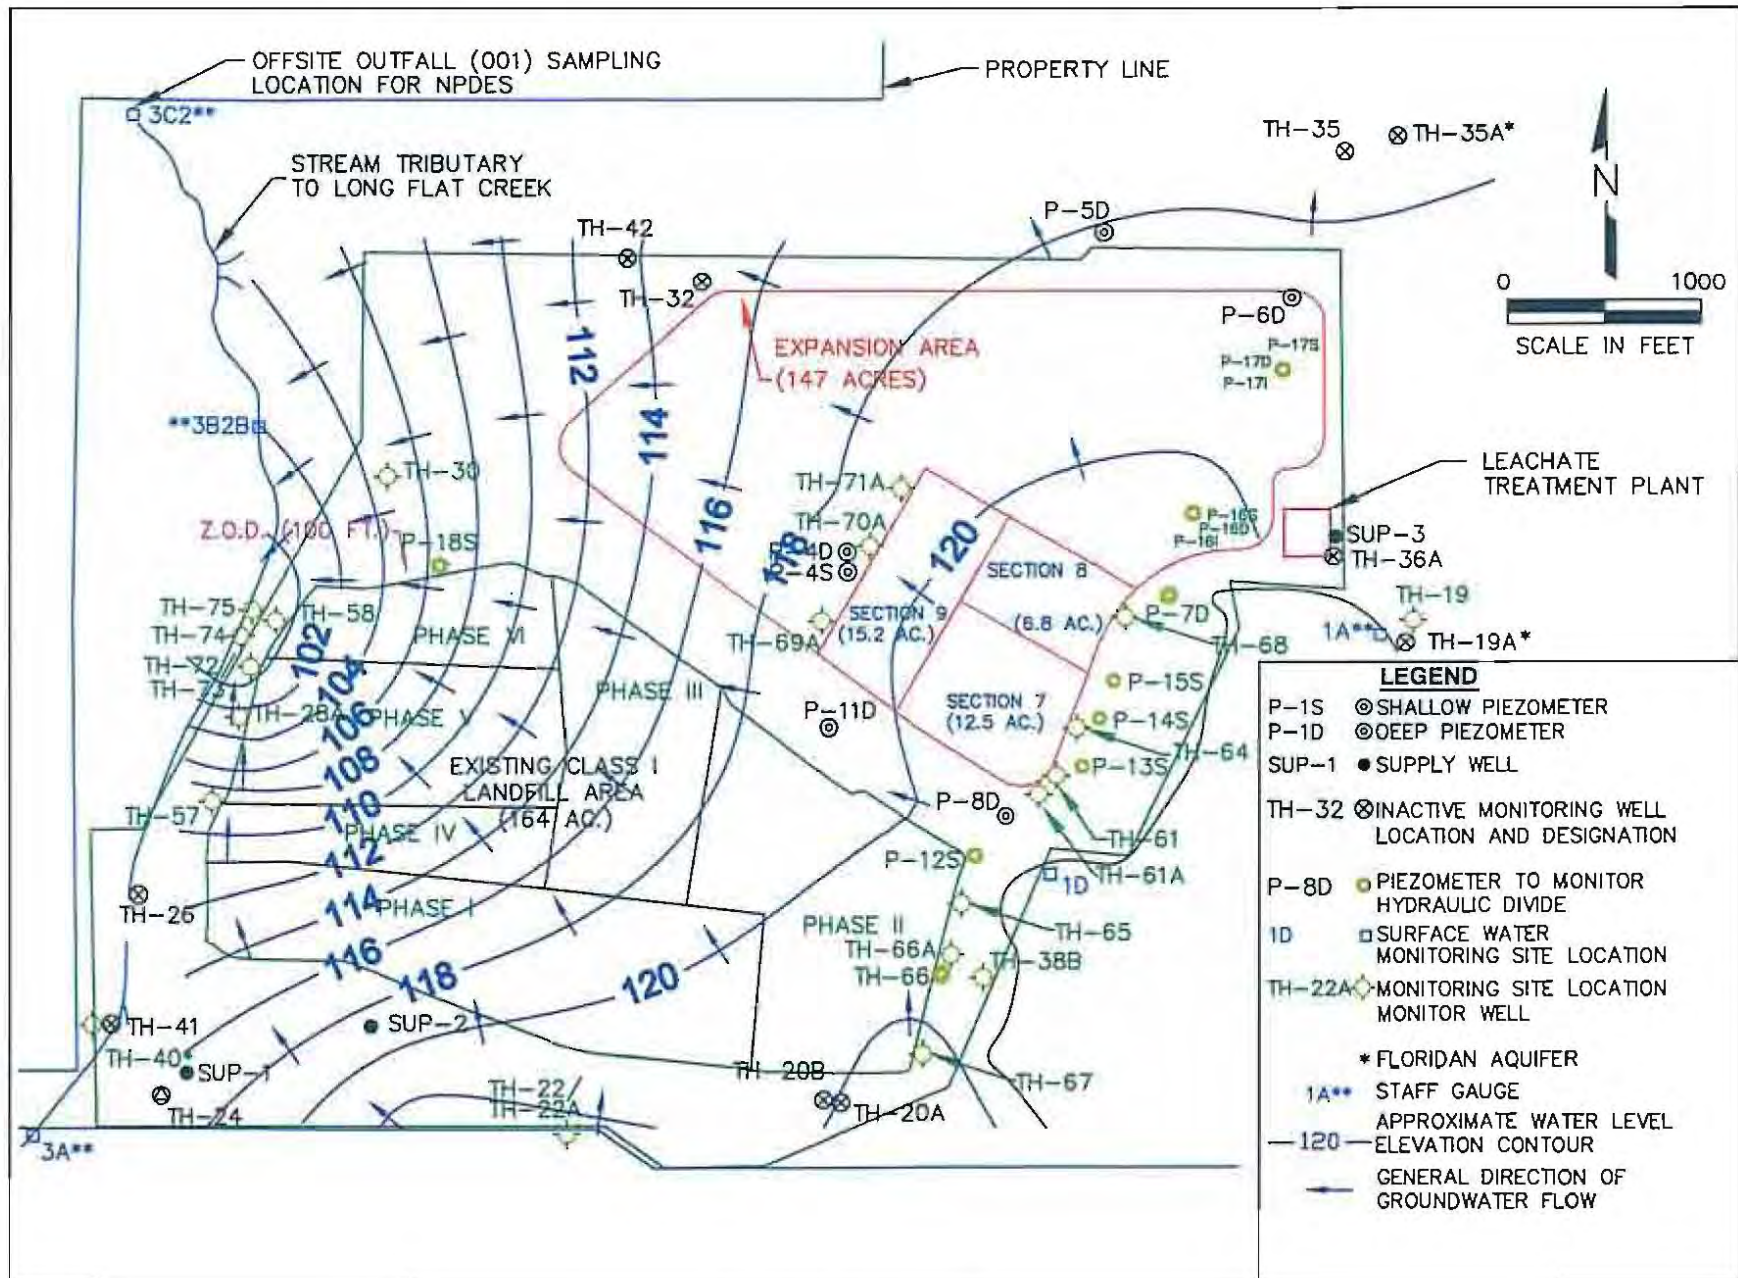 OFFSITE OUTFALL (001) SAMPLING
LOCATION FOR NPDES
PROPERTY LINE
3C2**
STREAM TRIBUTARY
TO LONG FLAT CREEK
TH-35
TH-35A*
N
P-5D
TH-42
TH-32
0 1000
SCALE IN FEET
P-6D
EXPANSION AREA
(147 ACRES)
P-17S
P-17D
P-17I
112
114
116
118
120
**3B2B
TH-30
LEACHATE
TREATMENT PLANT
TH-71A
TH-70A
Z.O.D. (100 FT.)
P-18S
P-4D
P-4S
P-16S
P-16D
P-16I
SUP-3
TH-36A
SECTION 8
(6.8 AC.)
SECTION 9
(15.2 AC.)
TH-75
TH-58
TH-74
TH-72
TH-73
TH-28A
PHASE VI
TH-69A
P-7D
TH-68
TH-19
1A**
TH-19A*
102
104
106
108
110
112
114
116
118
120
PHASE V
PHASE III
P-11D
SECTION 7
(12.5 AC.)
P-15S
P-14S
TH-64
P-13S
EXISTING CLASS I
LANDFILL AREA
(164 AC.)
TH-57
PHASE IV
P-8D
TH-61
P-12S
1D
TH-61A
TH-26
PHASE I
PHASE II
TH-65
TH-66A
TH-66
TH-38B
TH-41
TH-40*
SUP-2
SUP-1
TH-24
TH-22/
TH-22A
TH-20B
TH-20A
TH-67
3A**
LEGEND
P-1S SHALLOW PIEZOMETER
P-1D DEEP PIEZOMETER
SUP-1 SUPPLY WELL
TH-32 INACTIVE MONITORING WELL
LOCATION AND DESIGNATION
P-8D PIEZOMETER TO MONITOR
HYDRAULIC DIVIDE
1D SURFACE WATER
MONITORING SITE LOCATION
TH-22A MONITORING SITE LOCATION
MONITOR WELL
* FLORIDAN AQUIFER
1A** STAFF GAUGE
APPROXIMATE WATER LEVEL
120 ELEVATION CONTOUR
GENERAL DIRECTION OF
GROUNDWATER FLOW